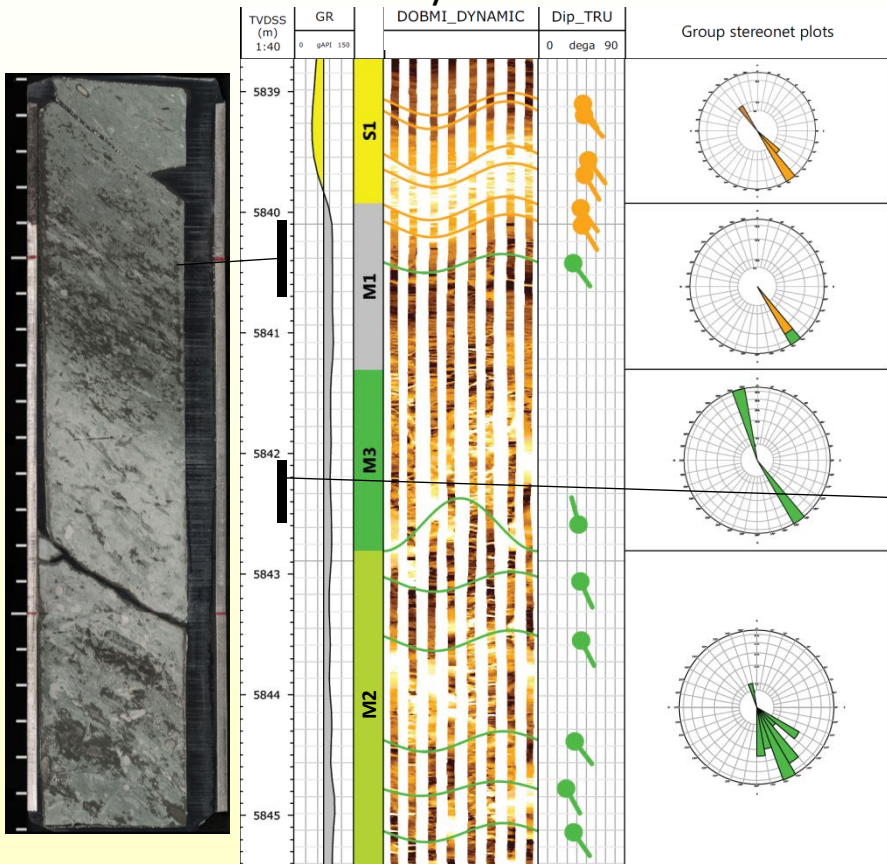 TVDSS
(m)
1:40
GR
0 gAPI 150
DOBMI_DYNAMIC
Dip_TRU
0 dega 90
Group stereonet plots
5839
S1
5840
M1
5841
M3
5842
5843
M2
5844
5845